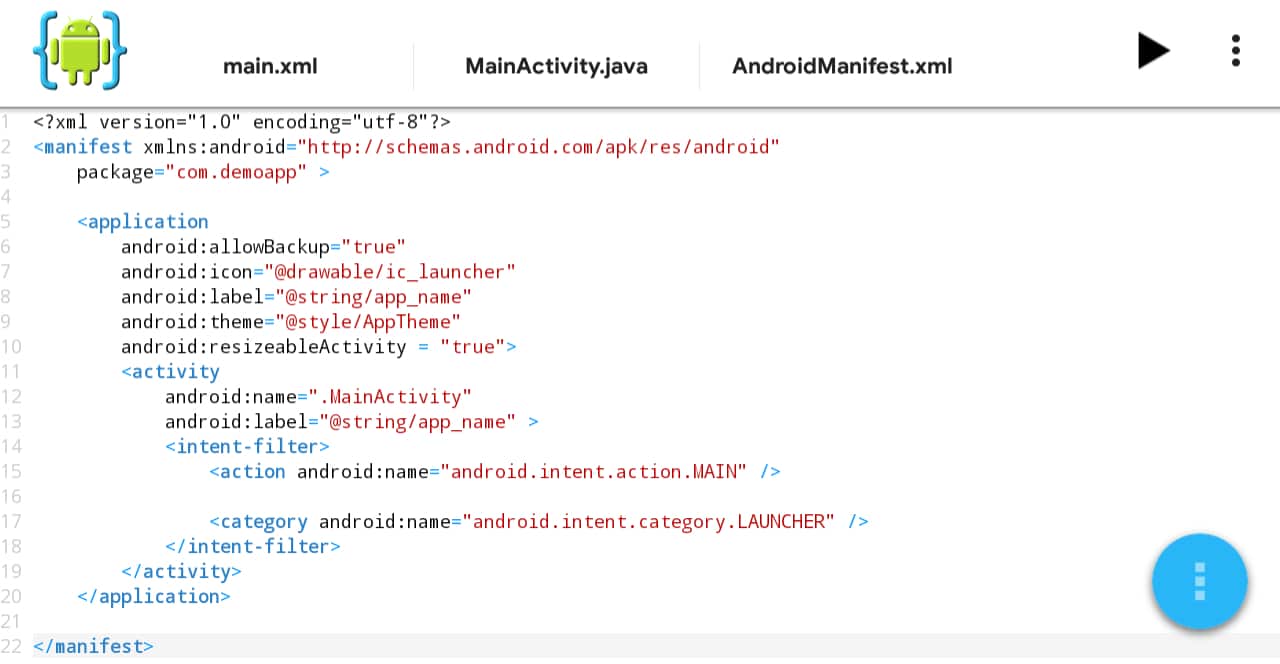 main.xml MainActivity.java AndroidManifest.xml
1 <?xml version="1.0" encoding="utf-8"?>
2 <manifest xmlns:android="http://schemas.android.com/apk/res/android"
3     package="com.demoapp" >
4
5     <application
6         android:allowBackup="true"
7         android:icon="@drawable/ic_launcher"
8         android:label="@string/app_name"
9         android:theme="@style/AppTheme"
10         android:resizeableActivity = "true">
11         <activity
12             android:name=".MainActivity"
13             android:label="@string/app_name" >
14             <intent-filter>
15                 <action android:name="android.intent.action.MAIN" />
16
17                 <category android:name="android.intent.category.LAUNCHER" />
18             </intent-filter>
19         </activity>
20     </application>
21
22 </manifest>